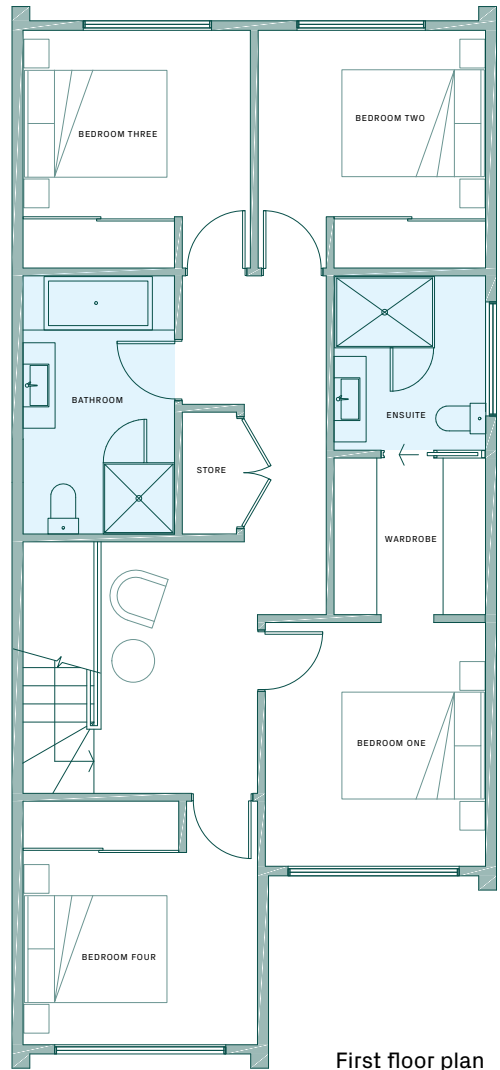 BEDROOM THREE
BEDROOM TWO
BATHROOM
ENSUITE
STORE
WARDROBE
BEDROOM ONE
BEDROOM FOUR
First floor plan